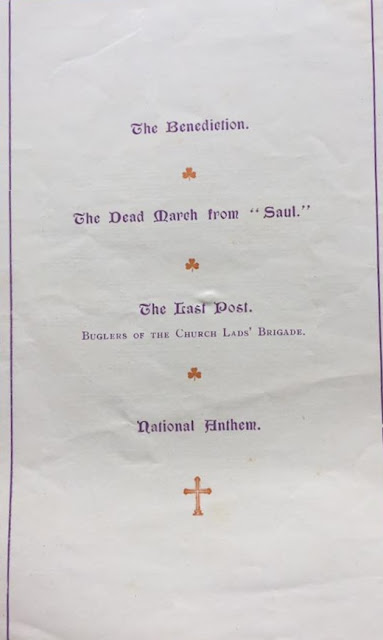 The Benediction.
The Dead March from "Saul."
The Last Post.
Buglers of the Church Lads' Brigade.
National Anthem.